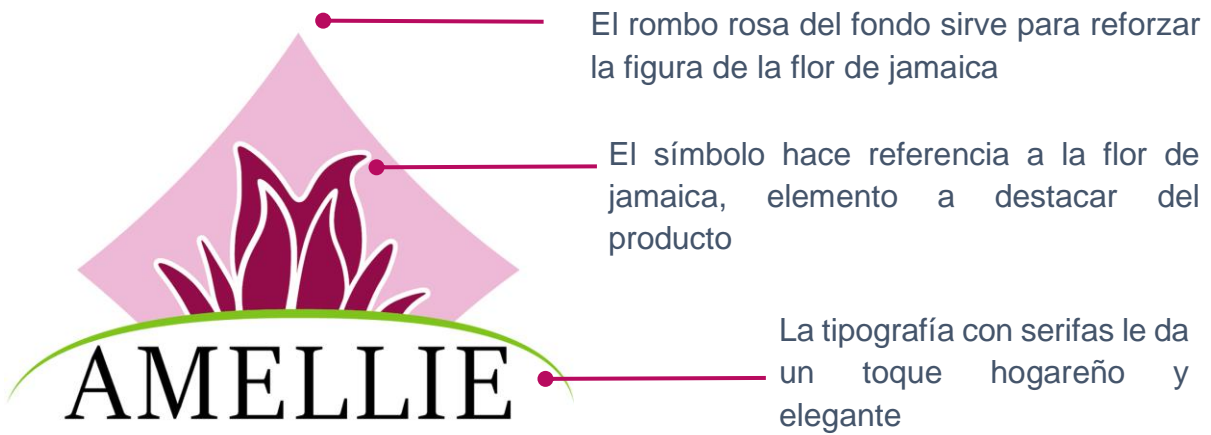 El rombo rosa del fondo sirve para reforzar
la figura de la flor de jamaica
El símbolo hace referencia a la flor de
jamaica, elemento a destacar del
producto
La tipografía con serifas le da
un toque hogareño y
elegante
AMELLIE